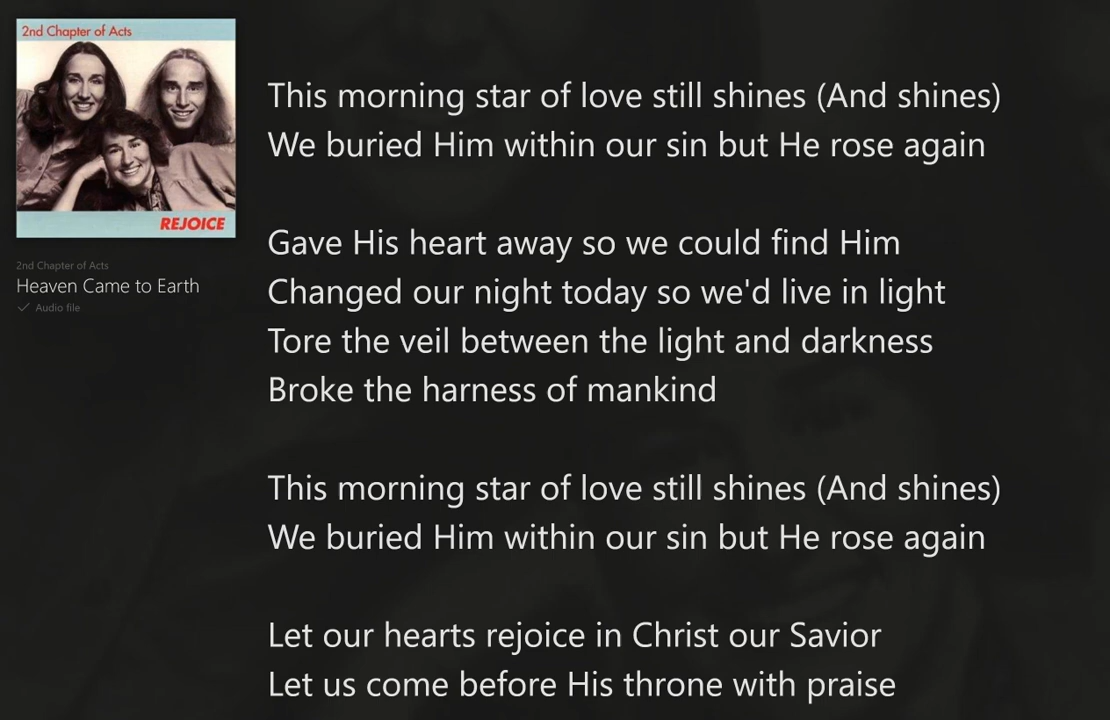 2nd Chapter of Acts
REJOICE
2nd Chapter of Acts
Heaven Came to Earth
Audio file
This morning star of love still shines (And shines)
We buried Him within our sin but He rose again
Gave His heart away so we could find Him
Changed our night today so we'd live in light
Tore the veil between the light and darkness
Broke the harness of mankind
This morning star of love still shines (And shines)
We buried Him within our sin but He rose again
Let our hearts rejoice in Christ our Savior
Let us come before His throne with praise